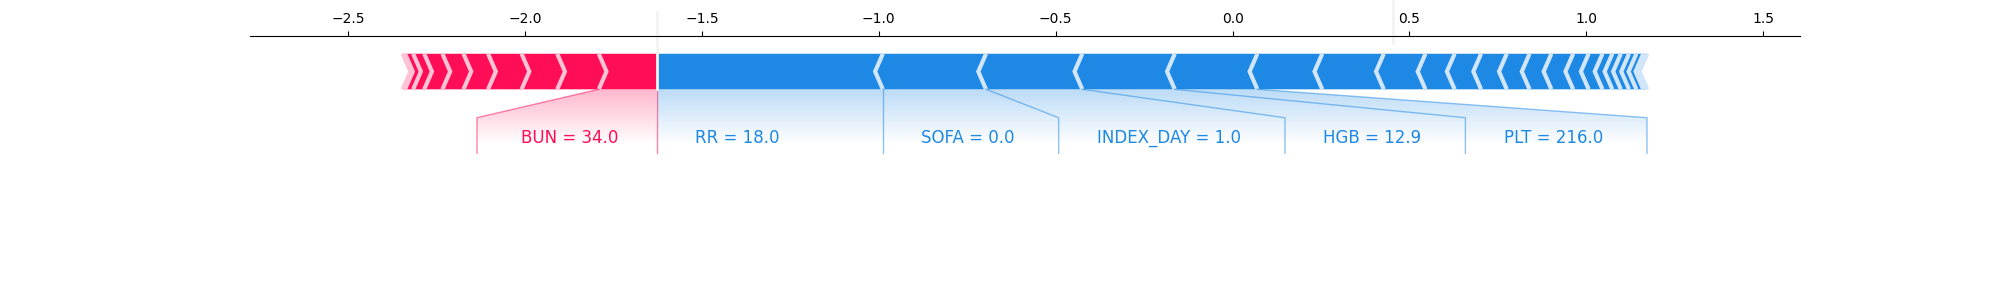 −2.5 −2.0 −1.5 −1.0 −0.5 0.0 0.5 1.0 1.5
BUN = 34.0 RR = 18.0 SOFA = 0.0 INDEX_DAY = 1.0 HGB = 12.9 PLT = 216.0